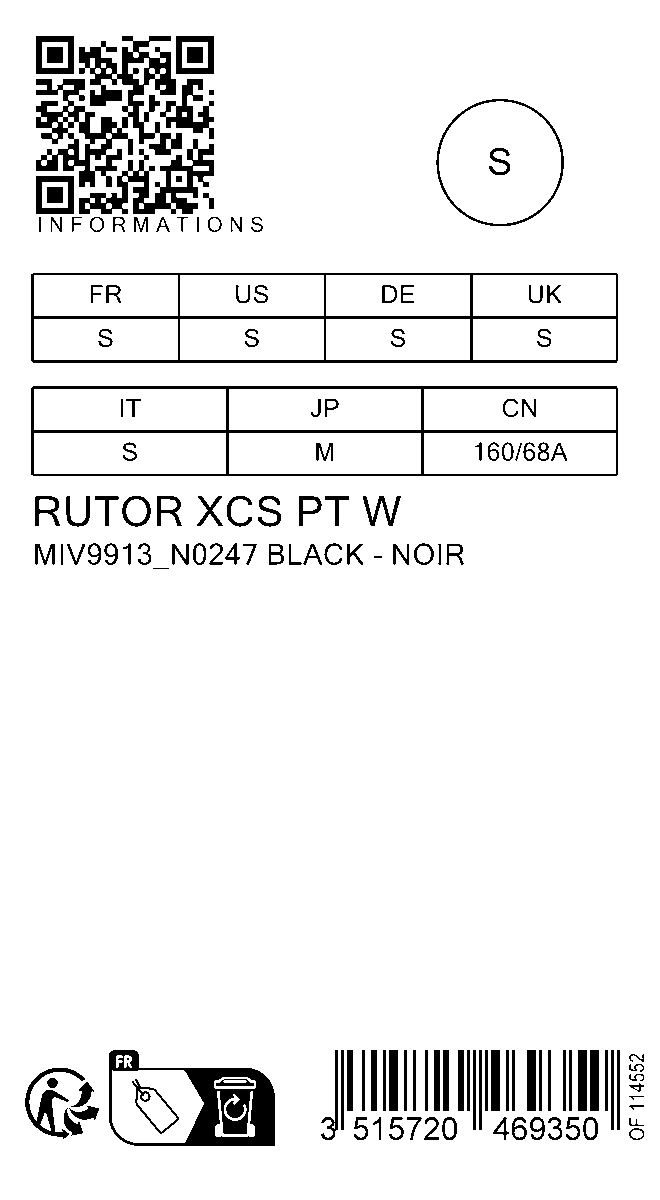 INFORMATIONS
S
FR US DE UK
S S S S
IT JP CN
S M 160/68A
RUTOR XCS PT W
MIV9913_N0247 BLACK - NOIR
FR
3 515720 469350
OF 114552